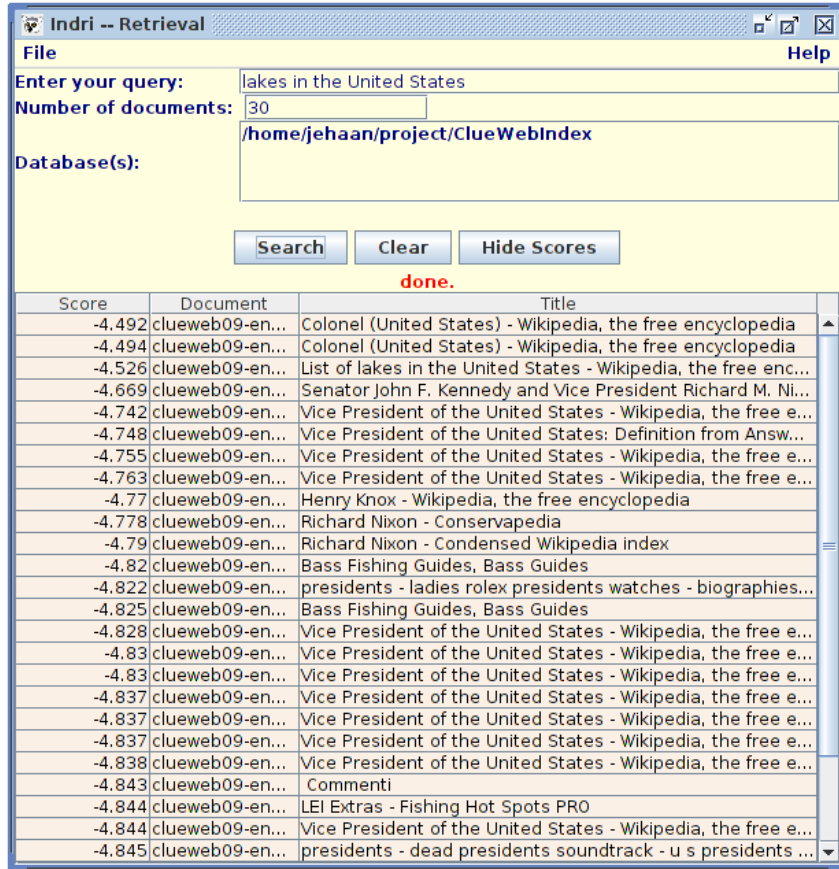 Indri -- Retrieval
File Help
Enter your query: lakes in the United States
Number of documents: 30
Database(s): /home/jehaan/project/ClueWebIndex
Search Clear Hide Scores
done.
Score Document Title
-4.492 clueweb09-en... Colonel (United States) - Wikipedia, the free encyclopedia
-4.494 clueweb09-en... Colonel (United States) - Wikipedia, the free encyclopedia
-4.526 clueweb09-en... List of lakes in the United States - Wikipedia, the free enc...
-4.669 clueweb09-en... Senator John F. Kennedy and Vice President Richard M. Ni...
-4.742 clueweb09-en... Vice President of the United States - Wikipedia, the free e...
-4.748 clueweb09-en... Vice President of the United States: Definition from Answ...
-4.755 clueweb09-en... Vice President of the United States - Wikipedia, the free e...
-4.763 clueweb09-en... Vice President of the United States - Wikipedia, the free e...
-4.77 clueweb09-en... Henry Knox - Wikipedia, the free encyclopedia
-4.778 clueweb09-en... Richard Nixon - Conservapedia
-4.79 clueweb09-en... Richard Nixon - Condensed Wikipedia index
-4.82 clueweb09-en... Bass Fishing Guides, Bass Guides
-4.822 clueweb09-en... presidents - ladies rolex presidents watches - biographies...
-4.825 clueweb09-en... Bass Fishing Guides, Bass Guides
-4.828 clueweb09-en... Vice President of the United States - Wikipedia, the free e...
-4.83 clueweb09-en... Vice President of the United States - Wikipedia, the free e...
-4.83 clueweb09-en... Vice President of the United States - Wikipedia, the free e...
-4.837 clueweb09-en... Vice President of the United States - Wikipedia, the free e...
-4.837 clueweb09-en... Vice President of the United States - Wikipedia, the free e...
-4.837 clueweb09-en... Vice President of the United States - Wikipedia, the free e...
-4.838 clueweb09-en... Vice President of the United States - Wikipedia, the free e...
-4.843 clueweb09-en... Commenti
-4.844 clueweb09-en... LEI Extras - Fishing Hot Spots PRO
-4.844 clueweb09-en... Vice President of the United States - Wikipedia, the free e...
-4.845 clueweb09-en... presidents - dead presidents soundtrack - u s presidents ...